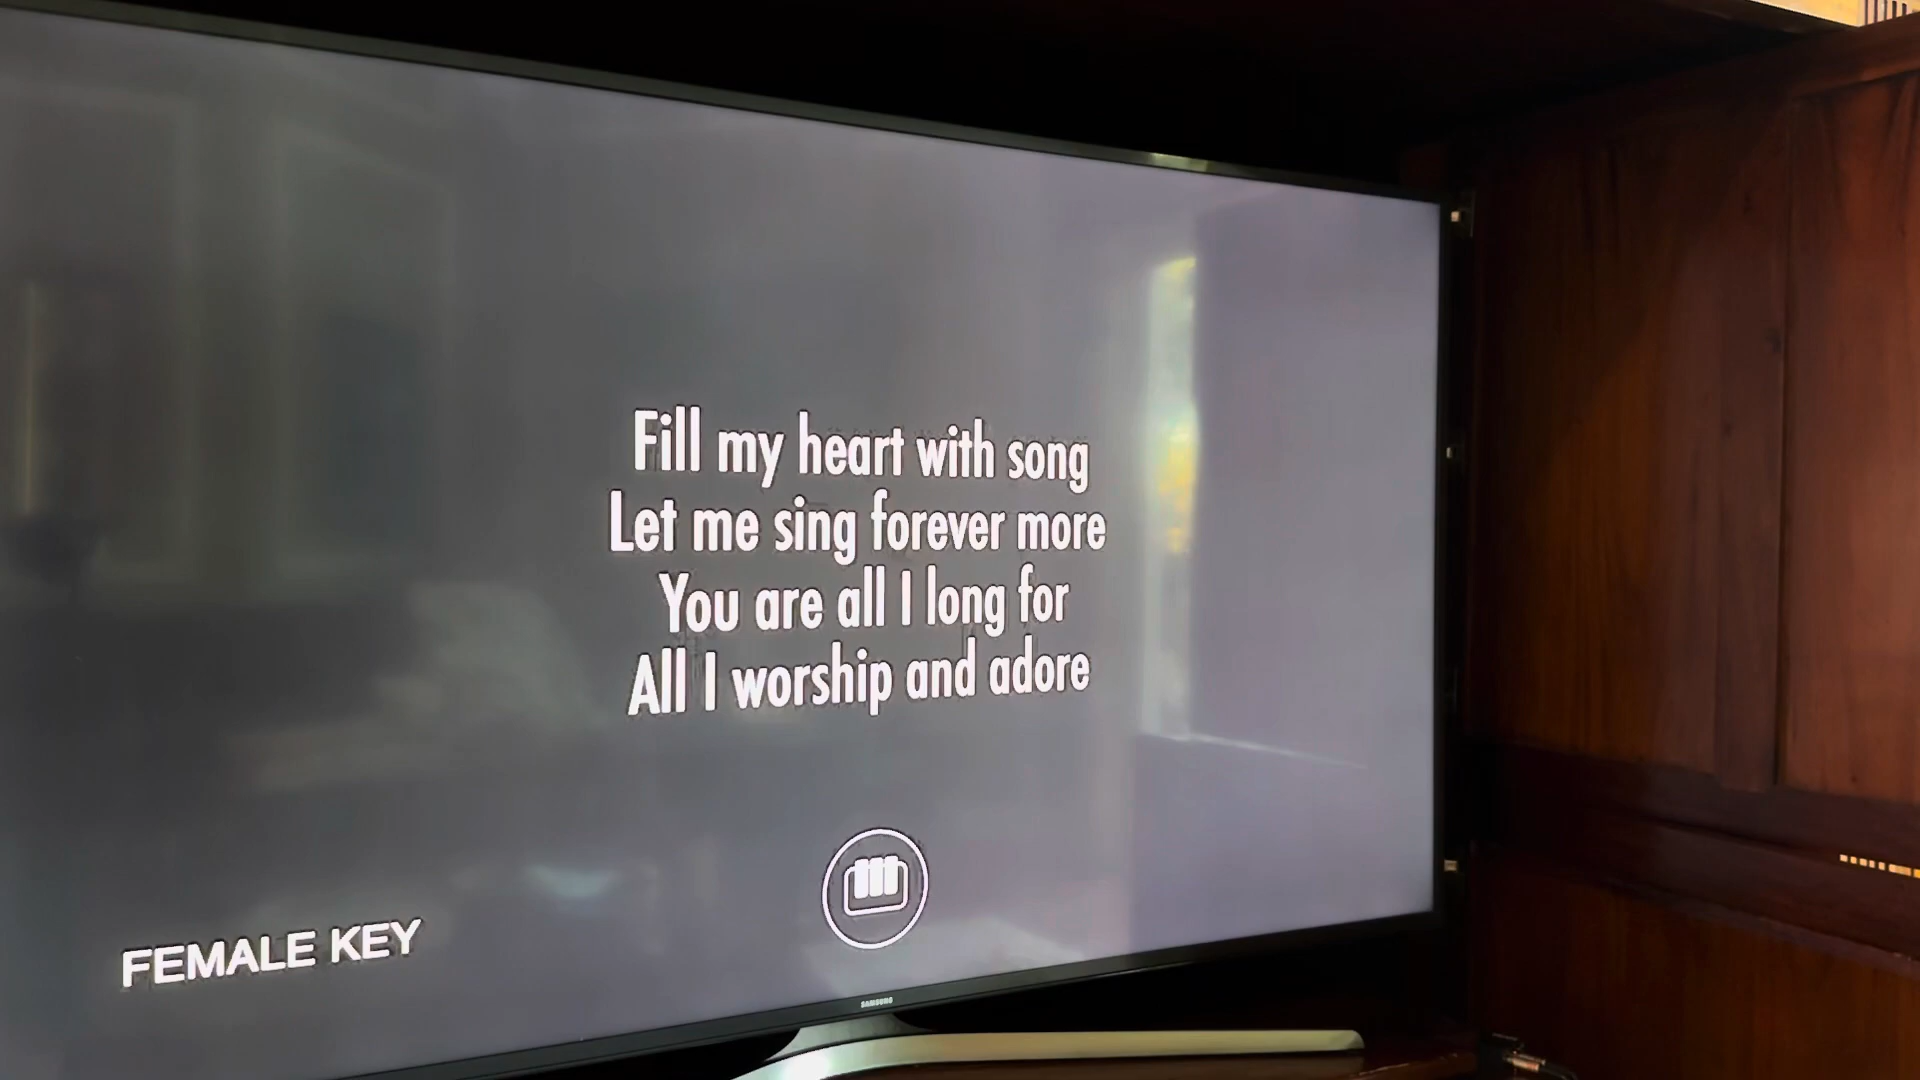 Fill my heart with song
Let me sing forever more
You are all I long for
All I worship and adore
FEMALE KEY
SAMSUNG